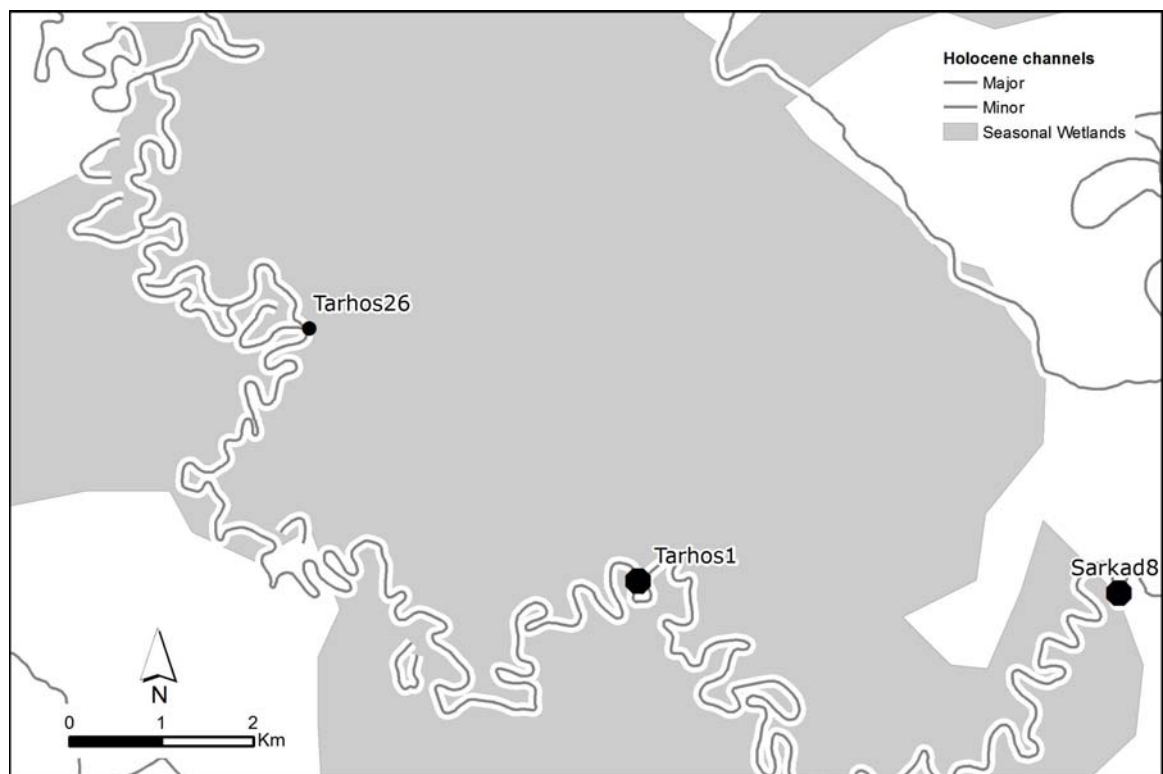 Holocene channels
Major
Minor
Seasonal Wetlands
Tarhos26
Tarhos1
Sarkad8
N
0 1 2
Km